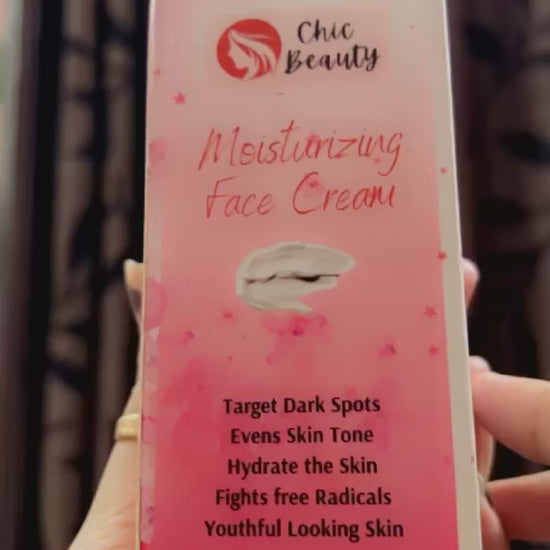 Chic
Beauty
Moisturizing
Face Cream
Target Dark Spots
Evens Skin Tone
Hydrate the Skin
Fights free Radicals
Youthful Looking Skin